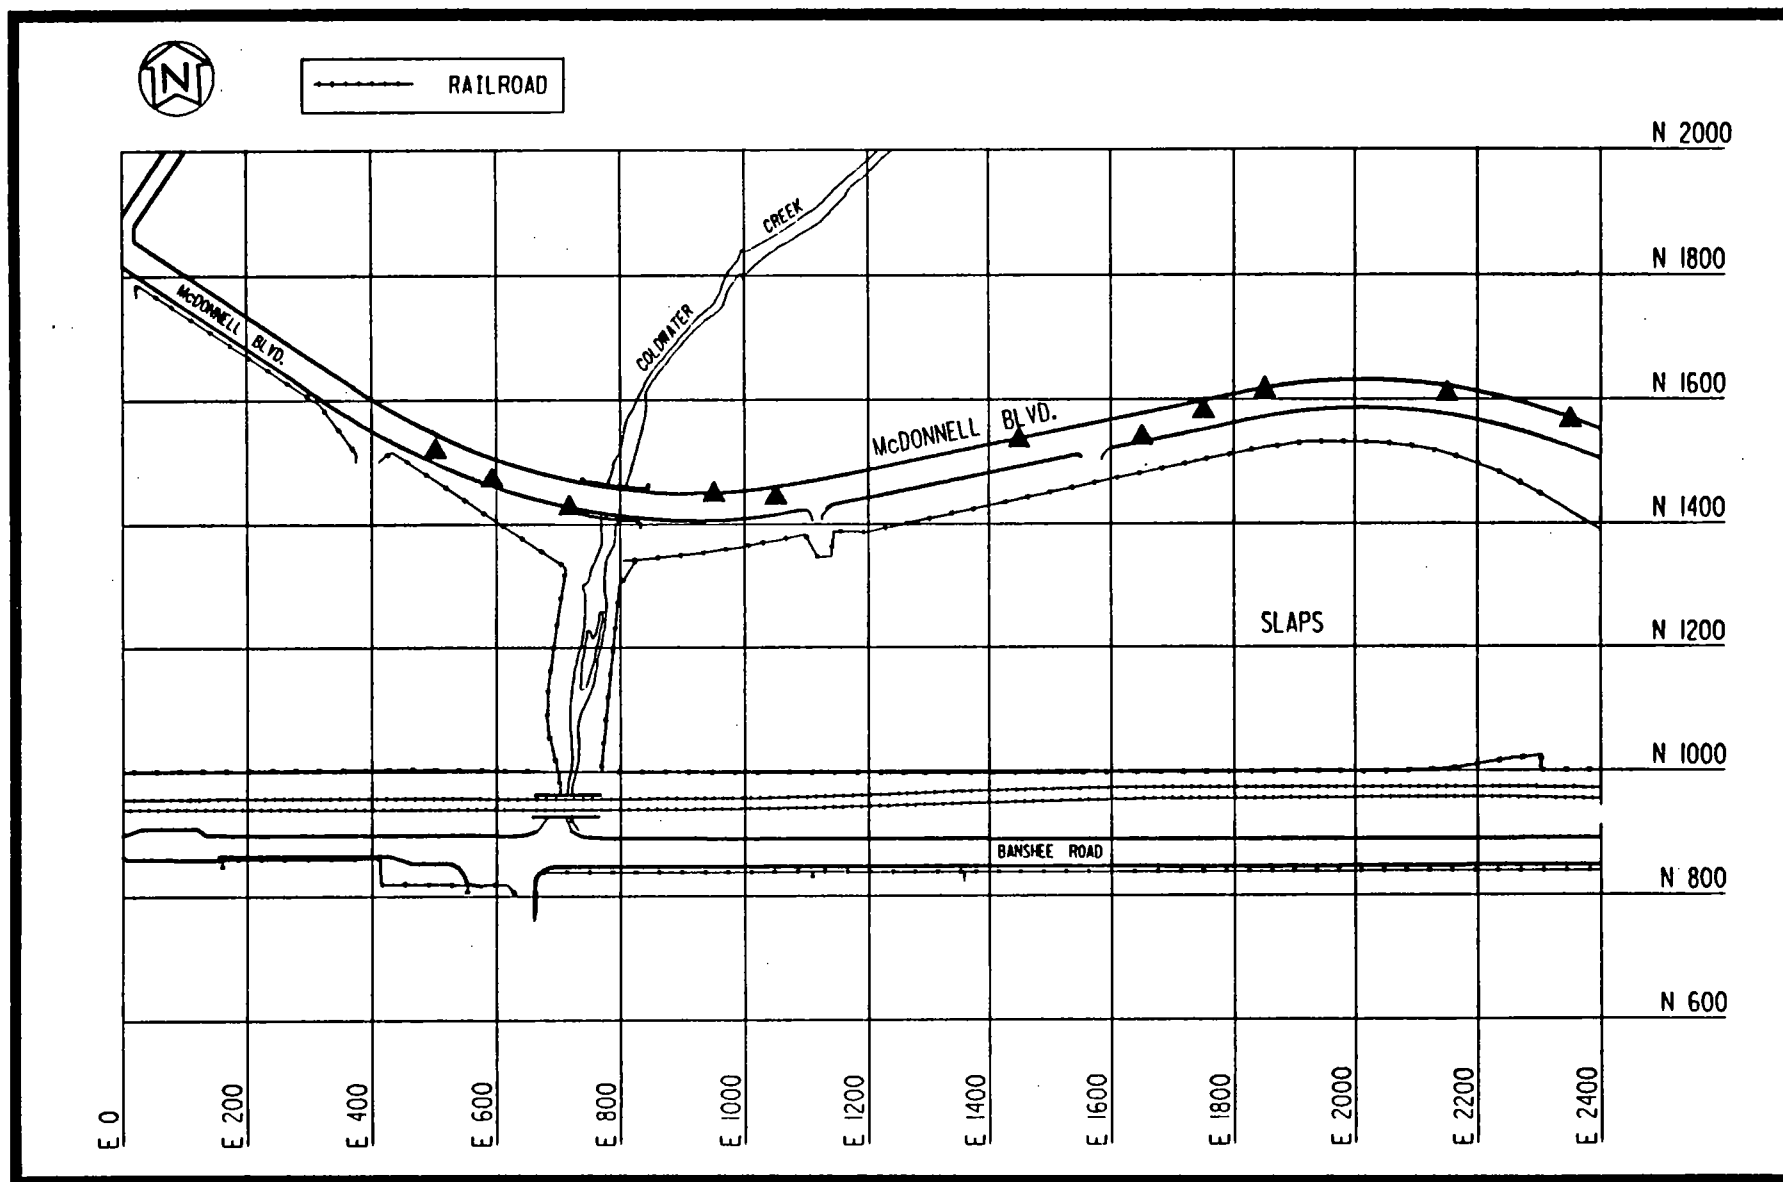 N
RAILROAD
N 2000
CREEK
N 1800
McDONNELL BLVD.
COLDWATER
N 1600
McDONNELL BLVD.
N 1400
SLAPS
N 1200
N 1000
BANSHEE ROAD
N 800
N 600
E 0
E 200
E 400
E 600
E 800
E 1000
E 1200
E 1400
E 1600
E 1800
E 2000
E 2200
E 2400